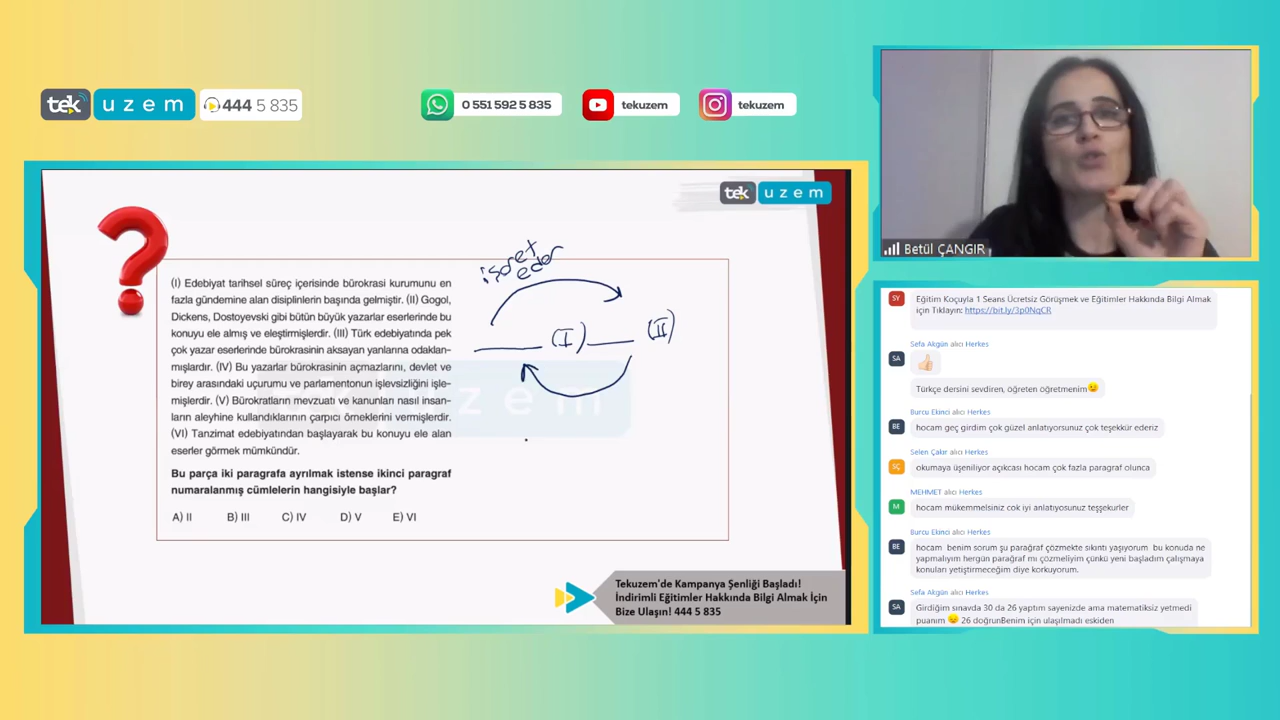 tek uzem 444 5 835
0 551 592 5 835
tekuzem
tekuzem
tek uzem
(I) Edebiyat tarihsel süreç içerisinde bürokrasi kurumunu en
fazla gündemine alan disiplinlerin başında gelmiştir. (II) Gogol,
Dickens, Dostoyevski gibi bütün büyük yazarlar eserlerinde bu
konuyu ele almış ve eleştirmişlerdir. (III) Türk edebiyatında pek
çok yazar eserlerinde bürokrasinin aksayan yanlarına odaklan-
mışlardır. (IV) Bu yazarlar bürokrasinin açmazlarını, devlet ve
birey arasındaki uçurumu ve parlamentonun işlevsizliğini işle-
mişlerdir. (V) Bürokratların mevzuatı ve kanunları nasıl insan-
ların aleyhine kullandıklarının çarpıcı örneklerini vermişlerdir.
(VI) Tanzimat edebiyatından başlayarak bu konuyu ele alan
eserler görmek mümkündür.
Bu parça iki paragrafa ayrılmak istense ikinci paragraf
numaralanmış cümlelerin hangisiyle başlar?
A) II B) III C) IV D) V E) VI
işaret
eder
(I) (II)
uzem
Tekuzem'de Kampanya Şenliği Başladı!
İndirimli Eğitimler Hakkında Bilgi Almak İçin
Bize Ulaşın! 444 5 835
Betül ÇANGIR
SY
Eğitim Koçuyla 1 Seans Ücretsiz Görüşmek ve Eğitimler Hakkında Bilgi Almak
için Tıklayın: https://bit.ly/3p0NqCR
Sefa Akgün alıcı Herkes
SA
Türkçe dersini sevdiren, öğreten öğretmenim
Burcu Ekinci alıcı Herkes
BE
hocam geç girdim çok güzel anlatıyorsunuz çok teşekkür ederiz
Selen Çakır alıcı Herkes
SÇ
okumaya üşeniliyor açıkcası hocam çok fazla paragraf olunca
MEHMET alıcı Herkes
M
hocam mükemmelsiniz cok iyi anlatıyosunuz teşşekurler
Burcu Ekinci alıcı Herkes
BE
hocam benim sorum şu parağraf çözmekte sıkıntı yaşıyorum bu konuda ne
yapmalıyım hergün parağraf mı çözmeliyim çünkü yeni başladım çalışmaya
konuları yetiştirmeceğim diye korkuyorum.
Sefa Akgün alıcı Herkes
SA
Girdiğim sınavda 30 da 26 yaptım sayenizde ama matematiksiz yetmedi
puanım 26 doğrunBenim için ulaşılmadı eskiden